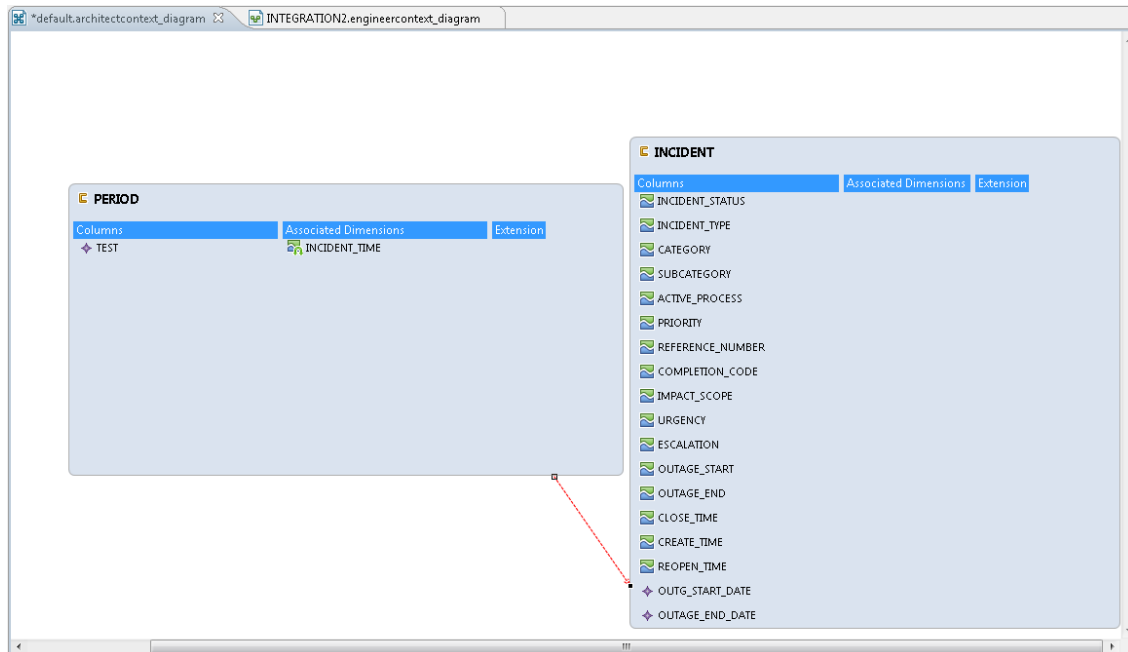 *default.architectcontext_diagram
INTEGRATION2.engineercontext_diagram
PERIOD
Columns Associated Dimensions Extension
TEST INCIDENT_TIME
INCIDENT
Columns Associated Dimensions Extension
INCIDENT_STATUS
INCIDENT_TYPE
CATEGORY
SUBCATEGORY
ACTIVE_PROCESS
PRIORITY
REFERENCE_NUMBER
COMPLETION_CODE
IMPACT_SCOPE
URGENCY
ESCALATION
OUTAGE_START
OUTAGE_END
CLOSE_TIME
CREATE_TIME
REOPEN_TIME
OUTG_START_DATE
OUTAGE_END_DATE